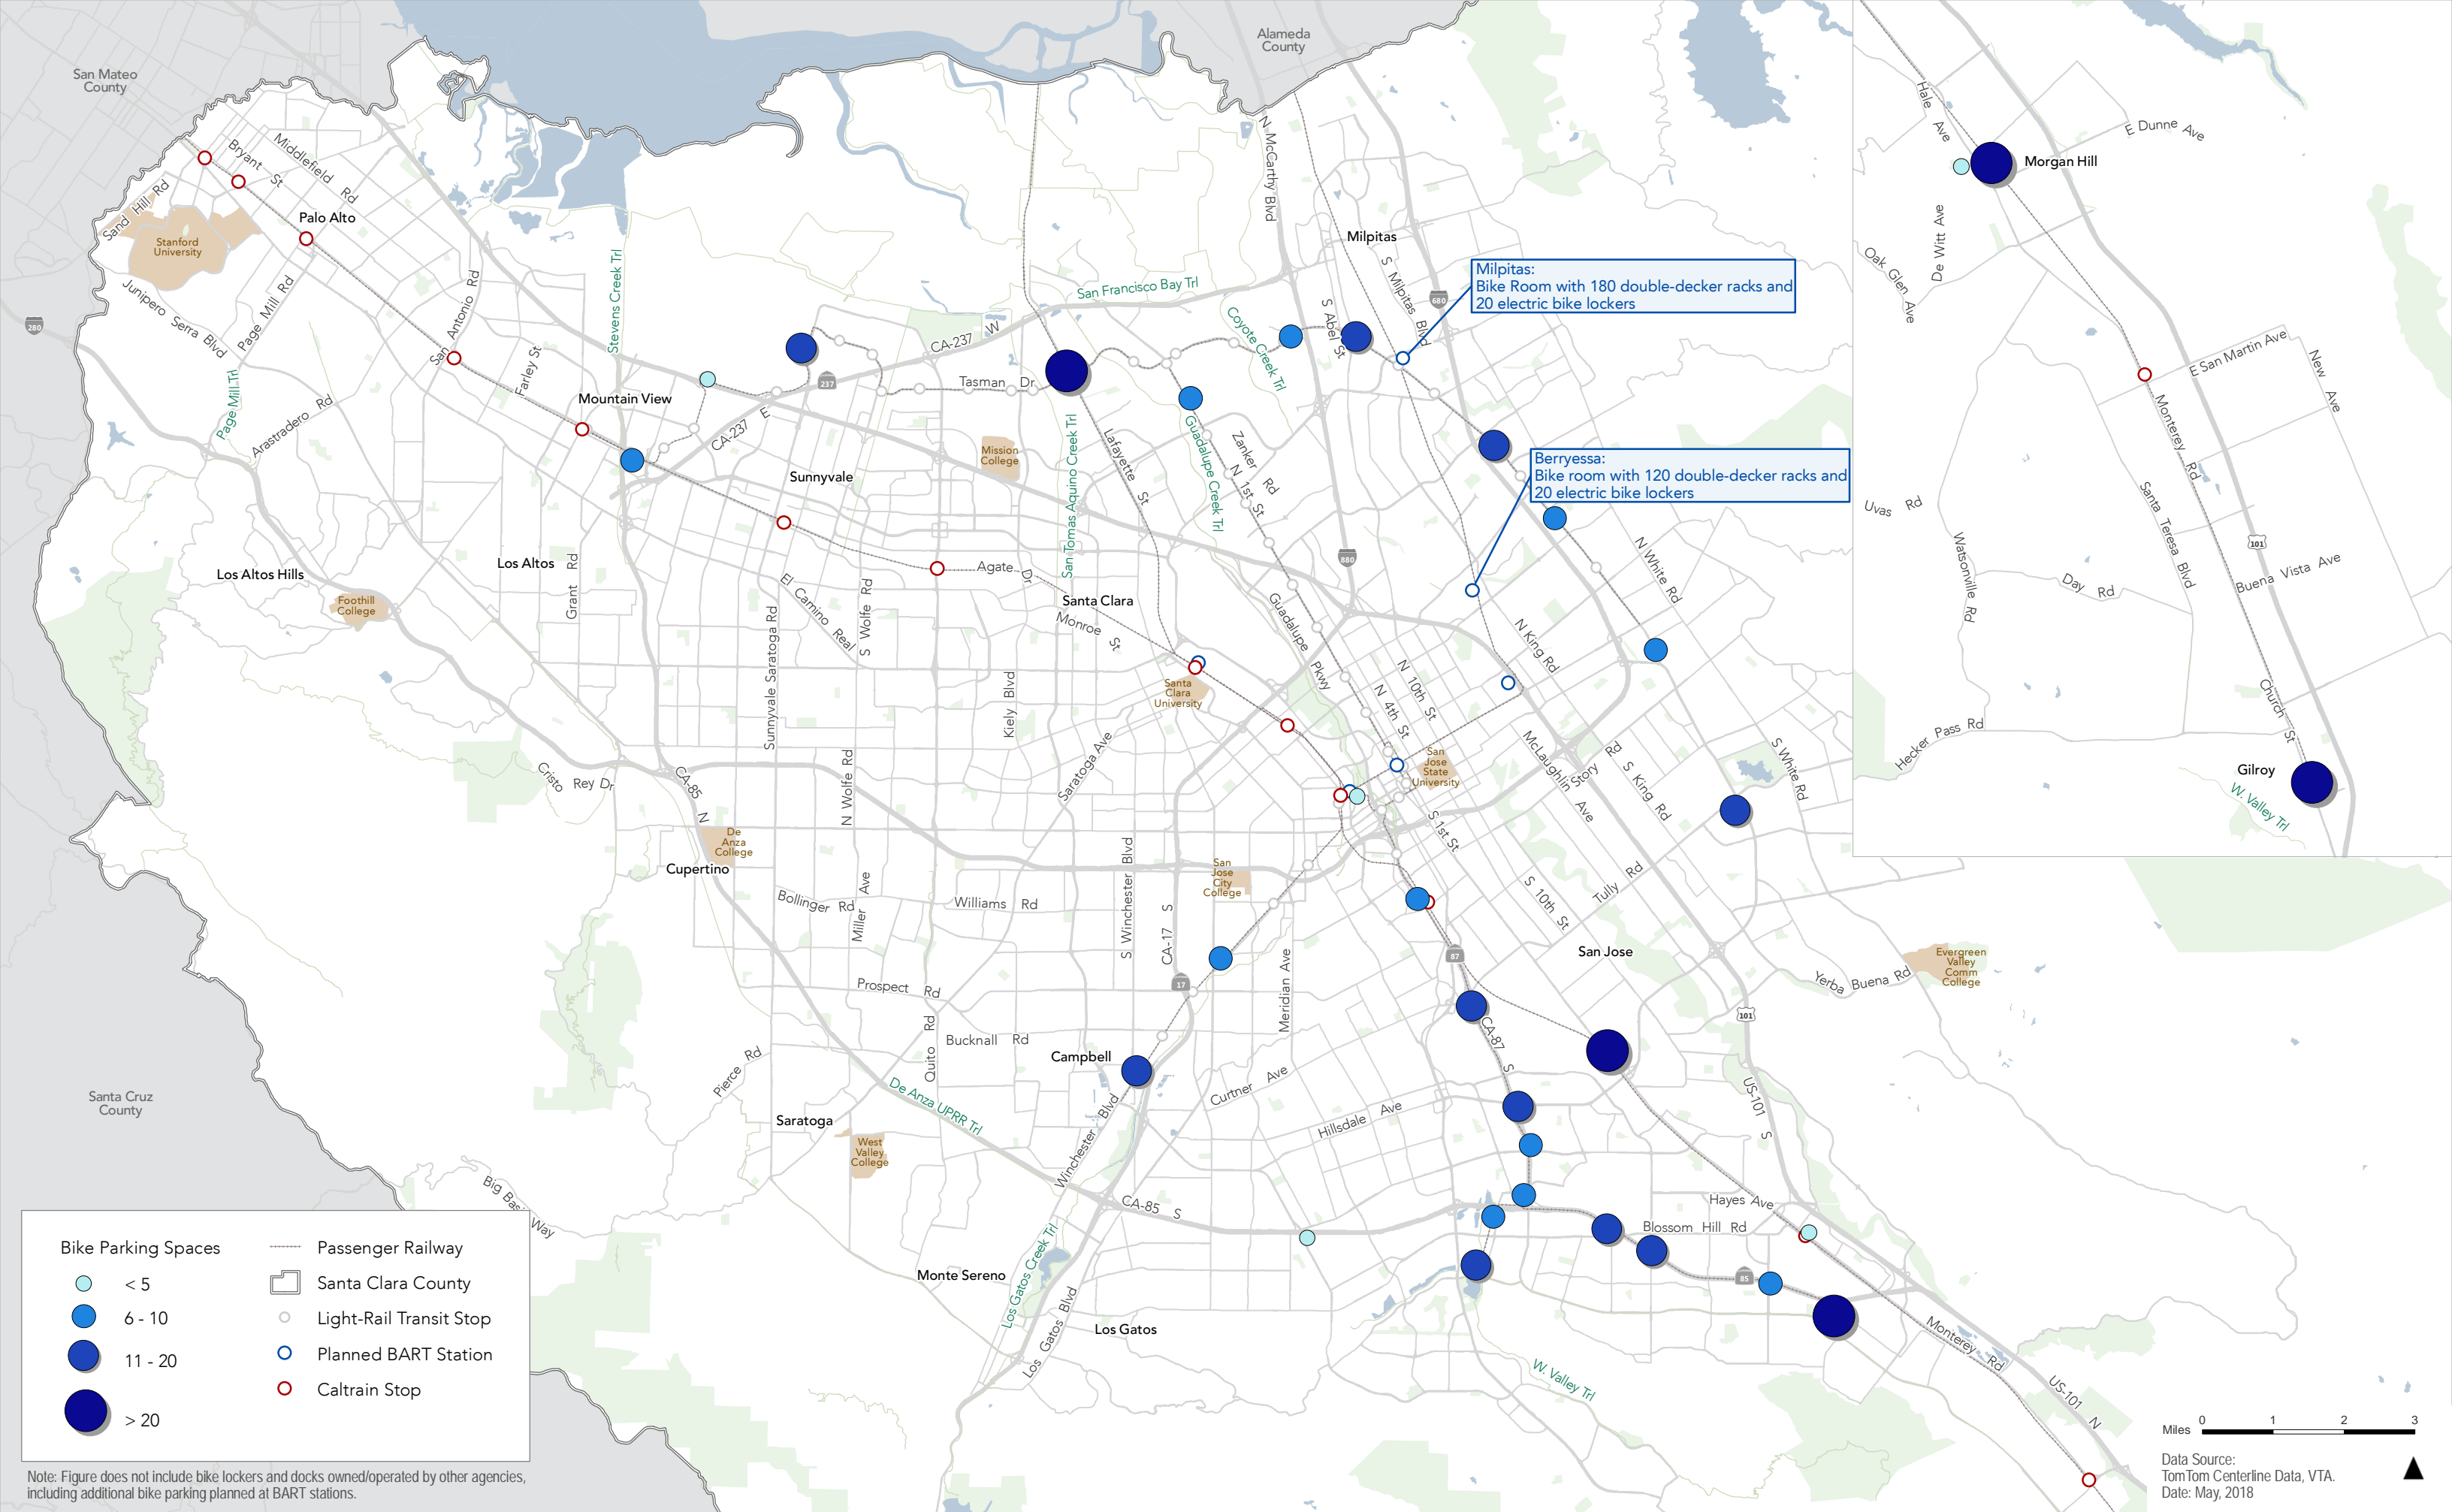 San Mateo
County
Alameda
County
Santa Cruz
County
Middlefield Rd
Bryant St
Sand Hill Rd
Palo Alto
Stanford
University
Junipero Serra Blvd
Page Mill Rd
Page Mill Trl
Arastradero Rd
San Antonio Rd
Farley St
Stevens Creek Trl
Mountain View
280
CA-237 E
CA-237 W
237
Tasman Dr
San Francisco Bay Trl
N McCarthy Blvd
Milpitas
S Milpitas Blvd
S Abel St
Coyote Creek Trl
680
Milpitas:
Bike Room with 180 double-decker racks and
20 electric bike lockers
Berryessa:
Bike room with 120 double-decker racks and
20 electric bike lockers
Sunnyvale
Mission
College
San Tomas Aquino Creek Trl
Lafayette St
Guadalupe Creek Trl
Zanker Rd
N 1st St
880
Los Altos Hills
Los Altos
Foothill
College
Grant Rd
El Camino Real
S Wolfe Rd
Sunnyvale Saratoga Rd
Agate Dr
Santa Clara
Monroe St
Kiely Blvd
Santa
Clara
University
Guadalupe Pkwy
N 10th St
N 4th St
N King Rd
N White Rd
San
Jose
State
University
McLaughlin Ave
Story Rd
S King Rd
S White Rd
Cristo Rey Dr
CA-85 N
N Wolfe Rd
Saratoga Ave
De
Anza
College
Cupertino
Bollinger Rd
Miller Ave
Williams Rd
S Winchester Blvd
CA-17 S
San
Jose
City
College
S 1st St
S 10th St
Tully Rd
San Jose
87
17
Meridian Ave
Prospect Rd
Quito Rd
Bucknall Rd
Campbell
Pierce Rd
De Anza UPRR Trl
Saratoga
West
Valley
College
Winchester Blvd
Curtner Ave
Hillsdale Ave
CA-87 S
Yerba Buena Rd
Evergreen
Valley
Comm
College
101
US-101 S
Big Basin Way
CA-85 S
Hayes Ave
Blossom Hill Rd
85
Monte Sereno
Los Gatos Creek Trl
Los Gatos Blvd
Los Gatos
W. Valley Trl
Monterey Rd
US-101 N
Hale Ave
E Dunne Ave
Morgan Hill
De Witt Ave
Oak Glen Ave
E San Martin Ave
New Ave
Monterey Rd
Santa Teresa Blvd
Uvas Rd
Watsonville Rd
101
Day Rd
Buena Vista Ave
Church St
Hecker Pass Rd
Gilroy
W. Valley Trl
Bike Parking Spaces
< 5
6 - 10
11 - 20
> 20
Passenger Railway
Santa Clara County
Light-Rail Transit Stop
Planned BART Station
Caltrain Stop
Note: Figure does not include bike lockers and docks owned/operated by other agencies,
including additional bike parking planned at BART stations.
Miles 0 1 2 3
Data Source:
TomTom Centerline Data, VTA.
Date: May, 2018